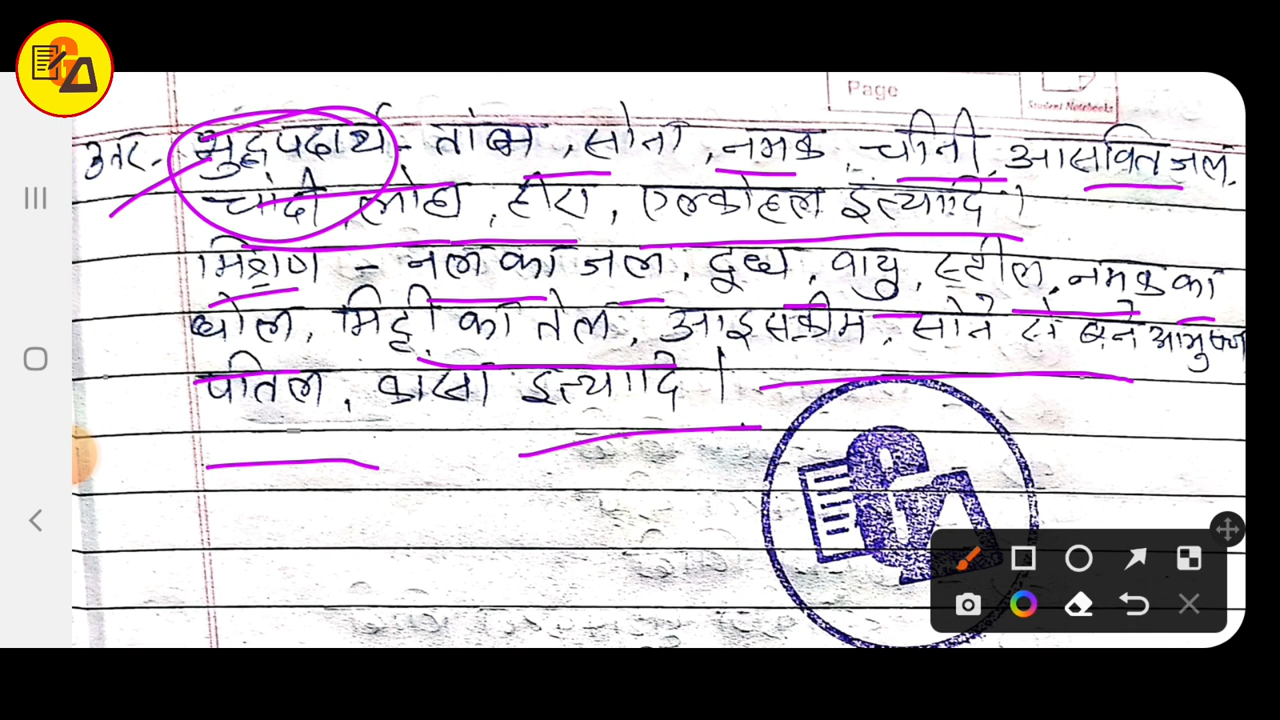 Page
Student Notebooks
उत्तर- शुद्ध पदार्थ - तांबा, सोना, नमक, चीनी, आसवित जल,
चांदी, लोहा, हीरा, एल्कोहल इत्यादि।
मिश्रण - नल का जल, दूध, वायु, स्टील, नमक का
घोल, मिट्टी का तेल, आइसक्रीम, सोने से बने आभुषण
पीतल, कासा इत्यादि।